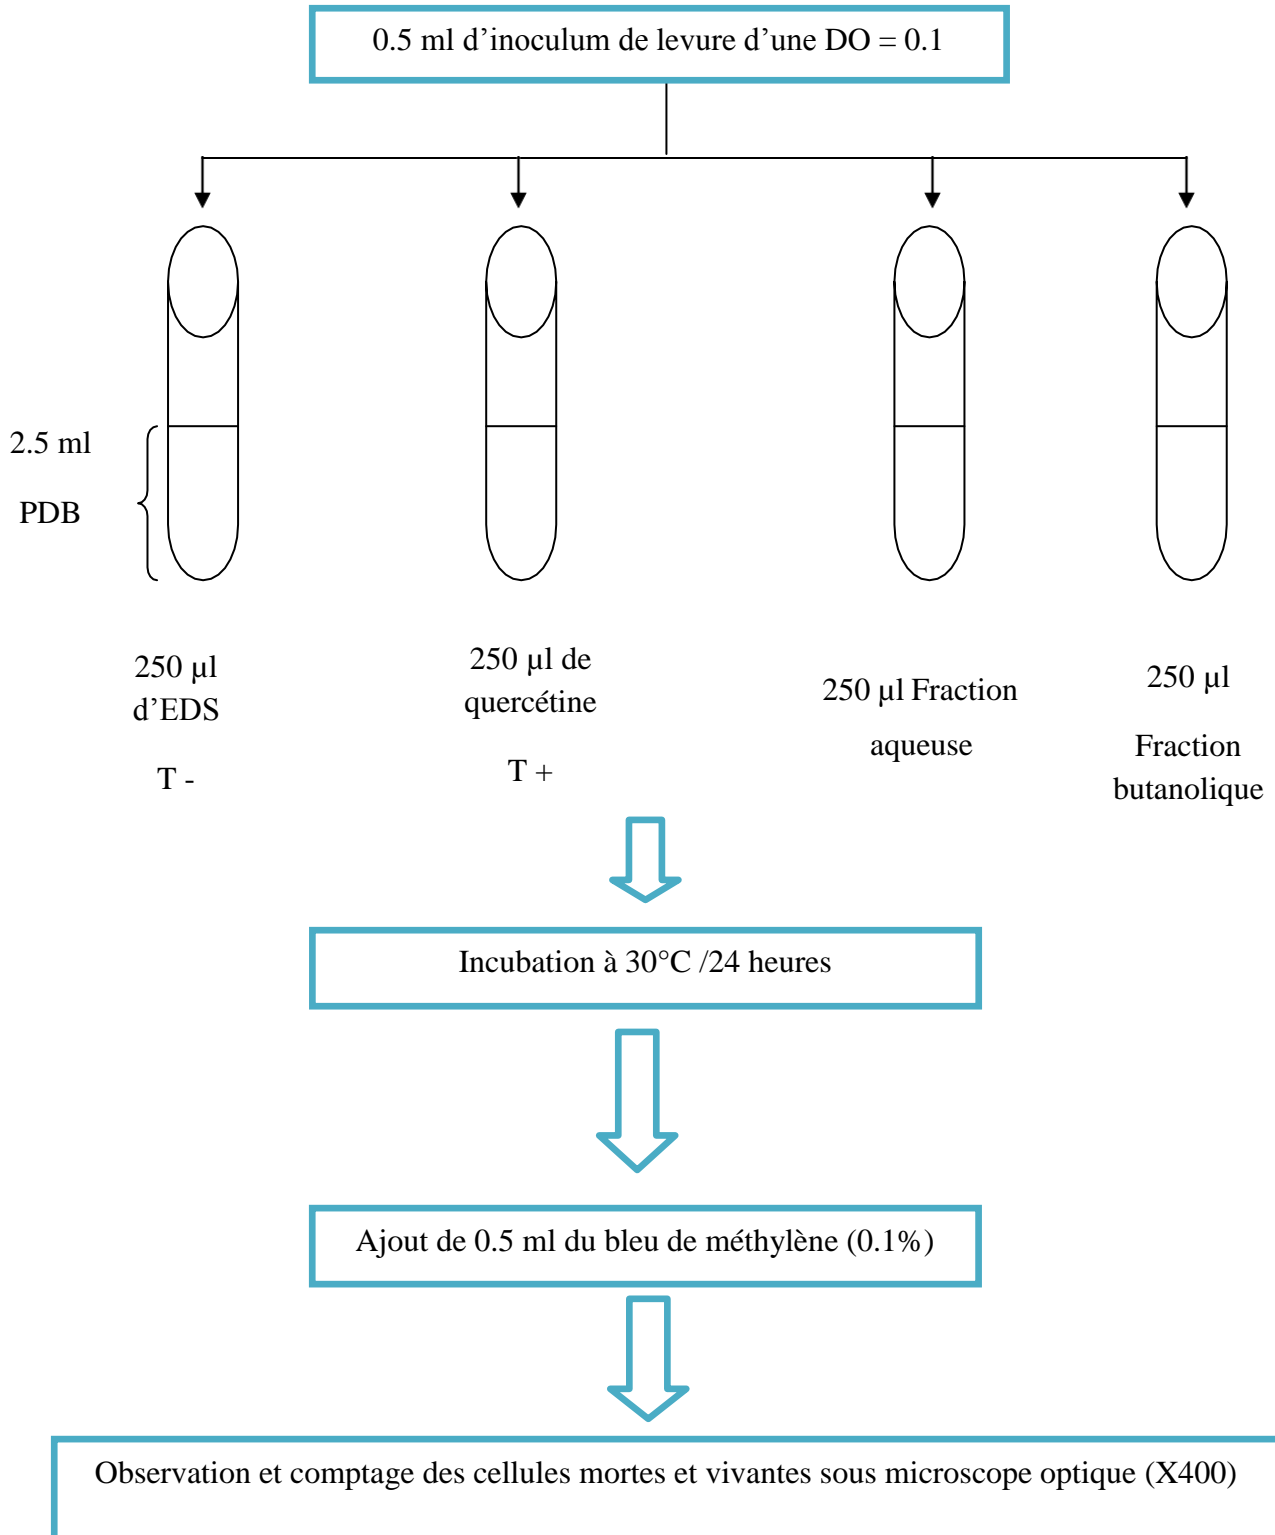 0.5 ml d’inoculum de levure d’une DO = 0.1
2.5 ml
PDB
250 µl
d’EDS
T -
250 µl de
quercétine
T +
250 µl Fraction
aqueuse
250 µl
Fraction
butanolique
Incubation à 30°C /24 heures
Ajout de 0.5 ml du bleu de méthylène (0.1%)
Observation et comptage des cellules mortes et vivantes sous microscope optique (X400)